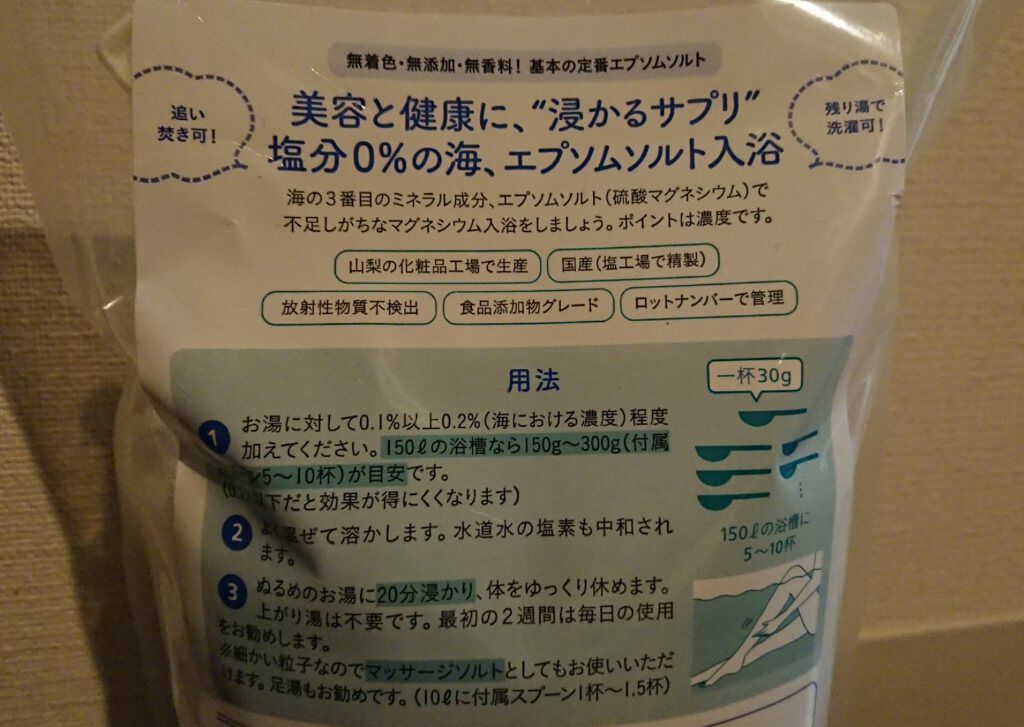 無着色・無添加・無香料！基本の定番エプソムソルト
追い
焚き可！
美容と健康に、“浸かるサプリ”
塩分0％の海、エプソムソルト入浴
残り湯で
洗濯可！
海の3番目のミネラル成分、エプソムソルト（硫酸マグネシウム）で
不足しがちなマグネシウム入浴をしましょう。ポイントは濃度です。
山梨の化粧品工場で生産
国産（塩工場で精製）
放射性物質不検出
食品添加物グレード
ロットナンバーで管理
用法
一杯30g
1 お湯に対して0.1％以上0.2％（海における濃度）程度
加えてください。150ℓの浴槽なら150g～300g（付属
ン5～10杯）が目安です。
下だと効果が得にくくなります）
2 よく混ぜて溶かします。水道水の塩素も中和され
ます。
150ℓの浴槽に
5～10杯
3 ぬるめのお湯に20分浸かり、体をゆっくり休めます。
上がり湯は不要です。最初の2週間は毎日の使用
をお勧めします。
※細かい粒子なのでマッサージソルトとしてもお使いいただ
けます。足湯もお勧めです。（10ℓに付属スプーン1杯～1.5杯）